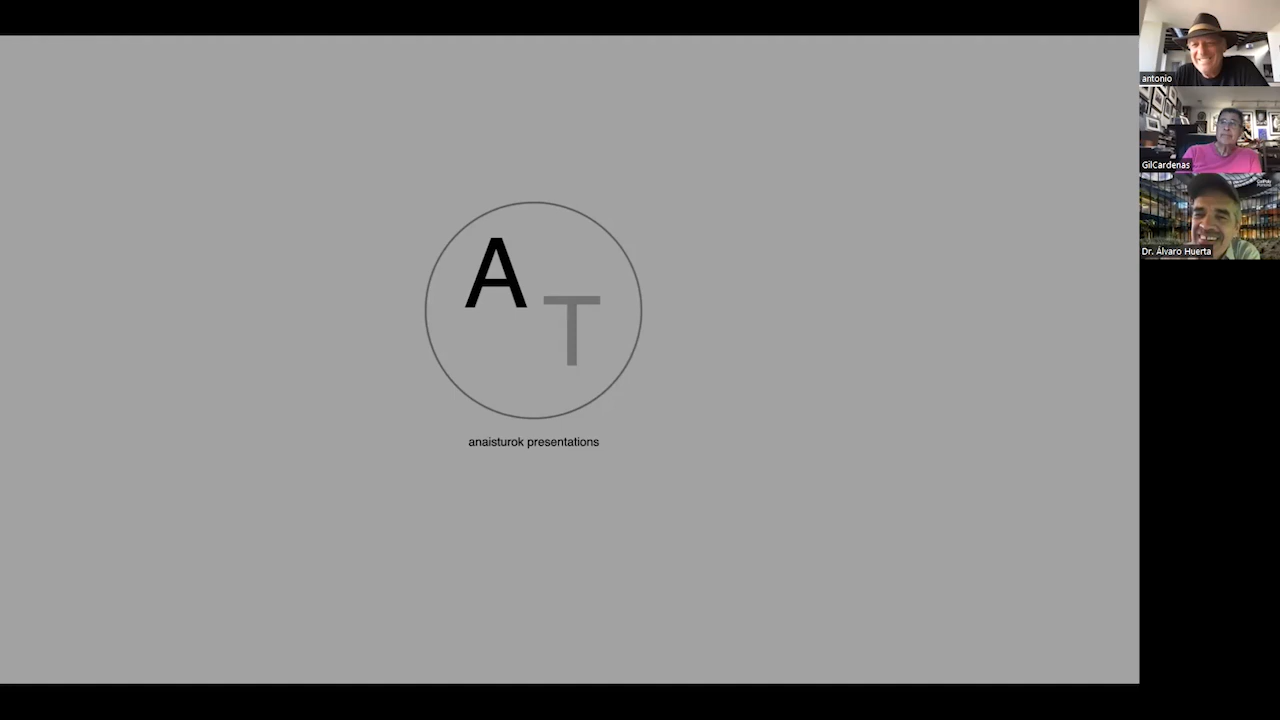 A
T
anaisturok presentations
antonio
GilCardenas
Dr. Álvaro Huerta